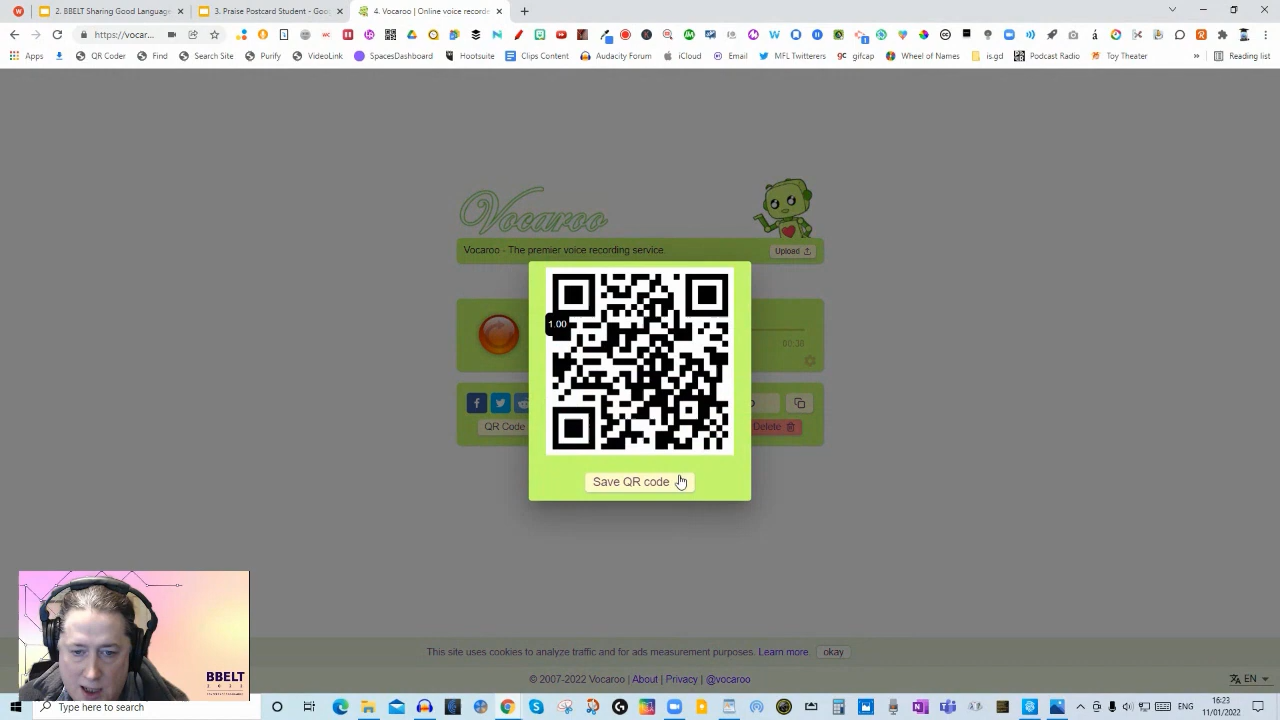 2. BBELT Sharing Good Language
3. Praise Postcard Student - Goo
4. Vocaroo | Online voice recorde
https://vocar...
Apps
QR Coder
Find
Search Site
Purify
VideoLink
SpacesDashboard
Hootsuite
Clips Content
Audacity Forum
iCloud
Email
MFL Twitterers
gifcap
Wheel of Names
is.gd
Podcast Radio
Toy Theater
Reading list
Vocaroo
Vocaroo - The premier voice recording service.
Upload
1.00
00:38
QR Code
Delete
Save QR code
This site uses cookies to analyze traffic and for ads measurement purposes. Learn more
okay
© 2007-2022 Vocaroo | About | Privacy | @vocaroo
EN
BBELT
2022
Type here to search
16:23
11/01/2022